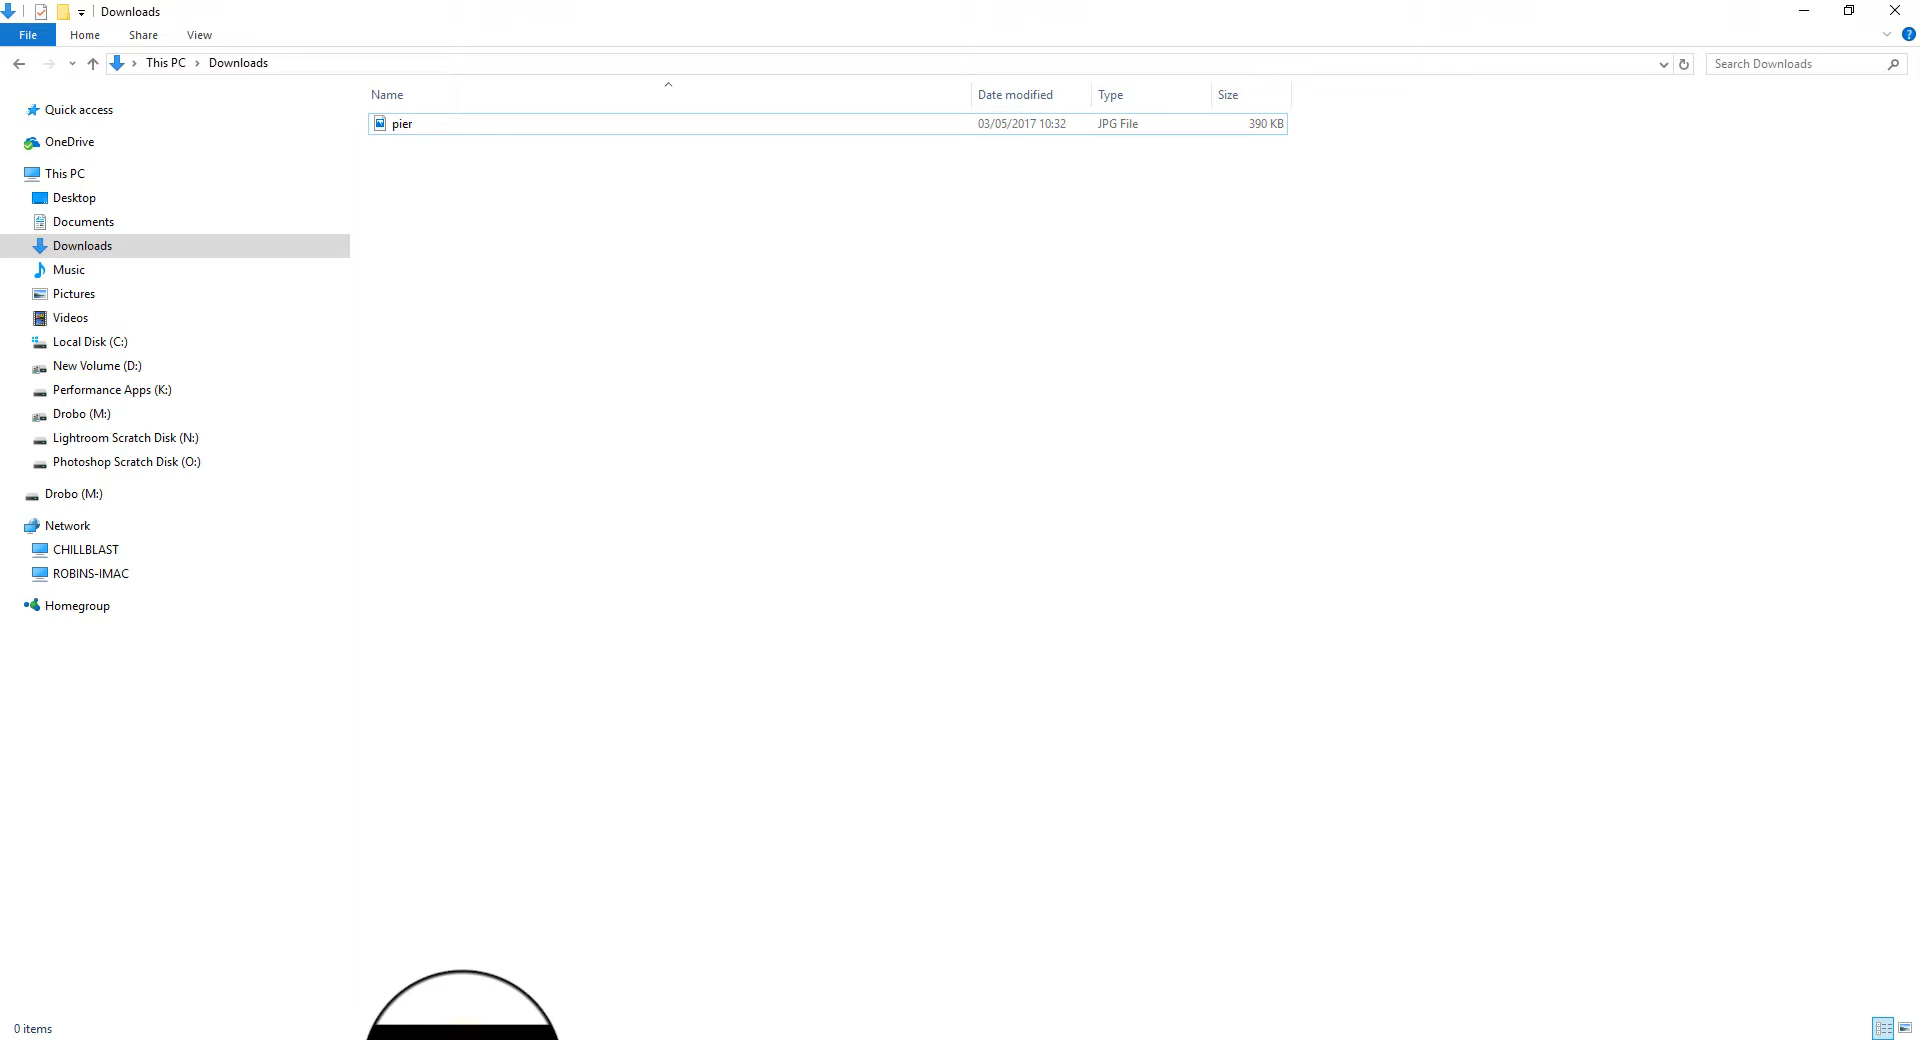 Downloads
File Home Share View
This PC Downloads
Search Downloads
Name Date modified Type Size
pier 03/05/2017 10:32 JPG File 390 KB
Quick access
OneDrive
This PC
Desktop
Documents
Downloads
Music
Pictures
Videos
Local Disk (C:)
New Volume (D:)
Performance Apps (K:)
Drobo (M:)
Lightroom Scratch Disk (N:)
Photoshop Scratch Disk (O:)
Drobo (M:)
Network
CHILLBLAST
ROBINS-IMAC
Homegroup
0 items